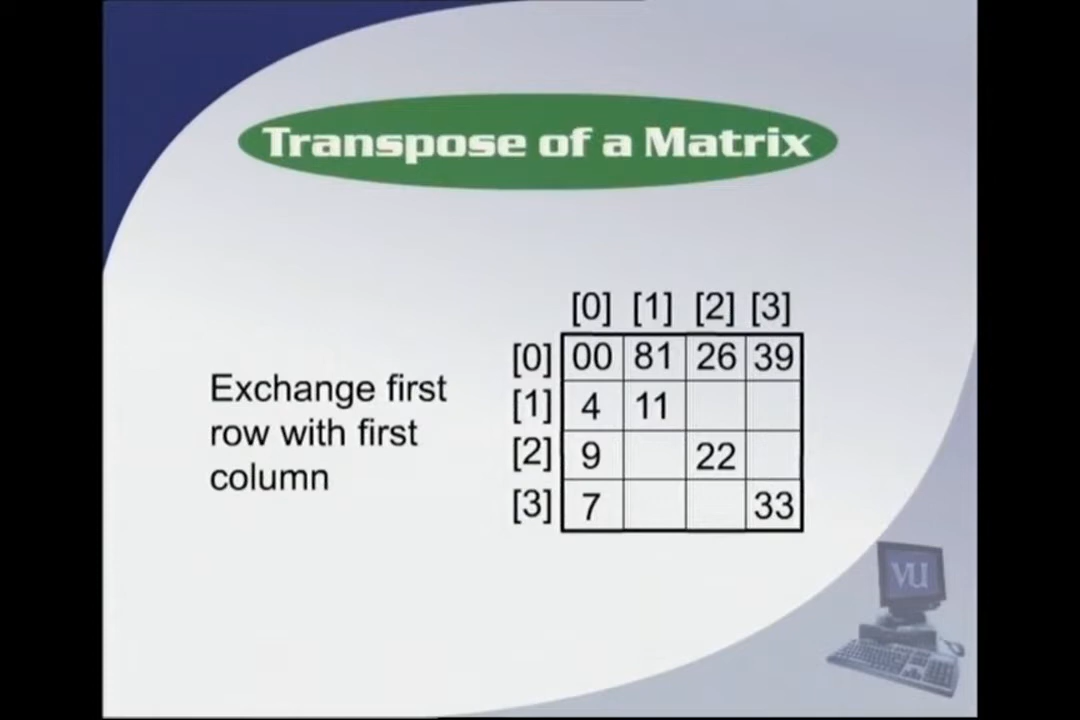 Transpose of a Matrix
Exchange first
row with first
column
[0] [1] [2] [3]
[0] 00 81 26 39
[1] 4 11
[2] 9 22
[3] 7 33
VU